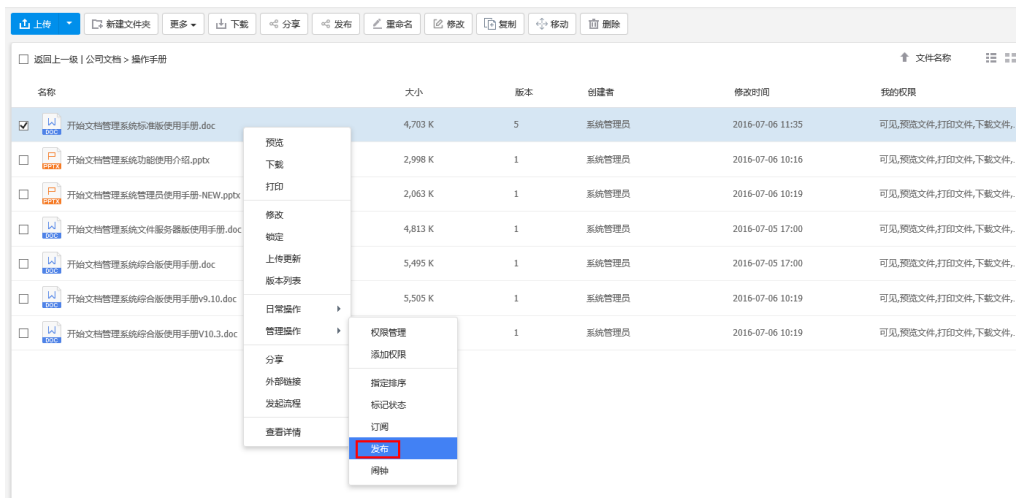 上传 新建文件夹 更多 下载 分享 发布 重命名 修改 复制 移动 删除
返回上一级 | 公司文档 > 操作手册 文件名称
名称 大小 版本 创建者 修改时间 我的权限
DOC 开始文档管理系统标准版使用手册.doc 4,703 K 5 系统管理员 2016-07-06 11:35 可见,预览文件,打印文件,下载文件,..
PPTX 开始文档管理系统功能使用介绍.pptx 2,998 K 1 系统管理员 2016-07-06 10:16 可见,预览文件,打印文件,下载文件,..
PPTX 开始文档管理系统管理员使用手册-NEW.pptx 2,063 K 1 系统管理员 2016-07-06 10:19 可见,预览文件,打印文件,下载文件,..
DOC 开始文档管理系统文件服务器版使用手册.doc 4,813 K 1 系统管理员 2016-07-05 17:00 可见,预览文件,打印文件,下载文件,..
DOC 开始文档管理系统综合版使用手册.doc 5,495 K 1 系统管理员 2016-07-05 17:00 可见,预览文件,打印文件,下载文件,..
DOC 开始文档管理系统综合版使用手册v9.10.doc 5,505 K 1 系统管理员 2016-07-06 10:19 可见,预览文件,打印文件,下载文件,..
DOC 开始文档管理系统综合版使用手册V10.3.doc 1 系统管理员 2016-07-06 10:19 可见,预览文件,打印文件,下载文件,..
预览
下载
打印
修改
锁定
上传更新
版本列表
日常操作
管理操作
分享
外部链接
发起流程
查看详情
权限管理
添加权限
指定排序
标记状态
订阅
发布
闹钟